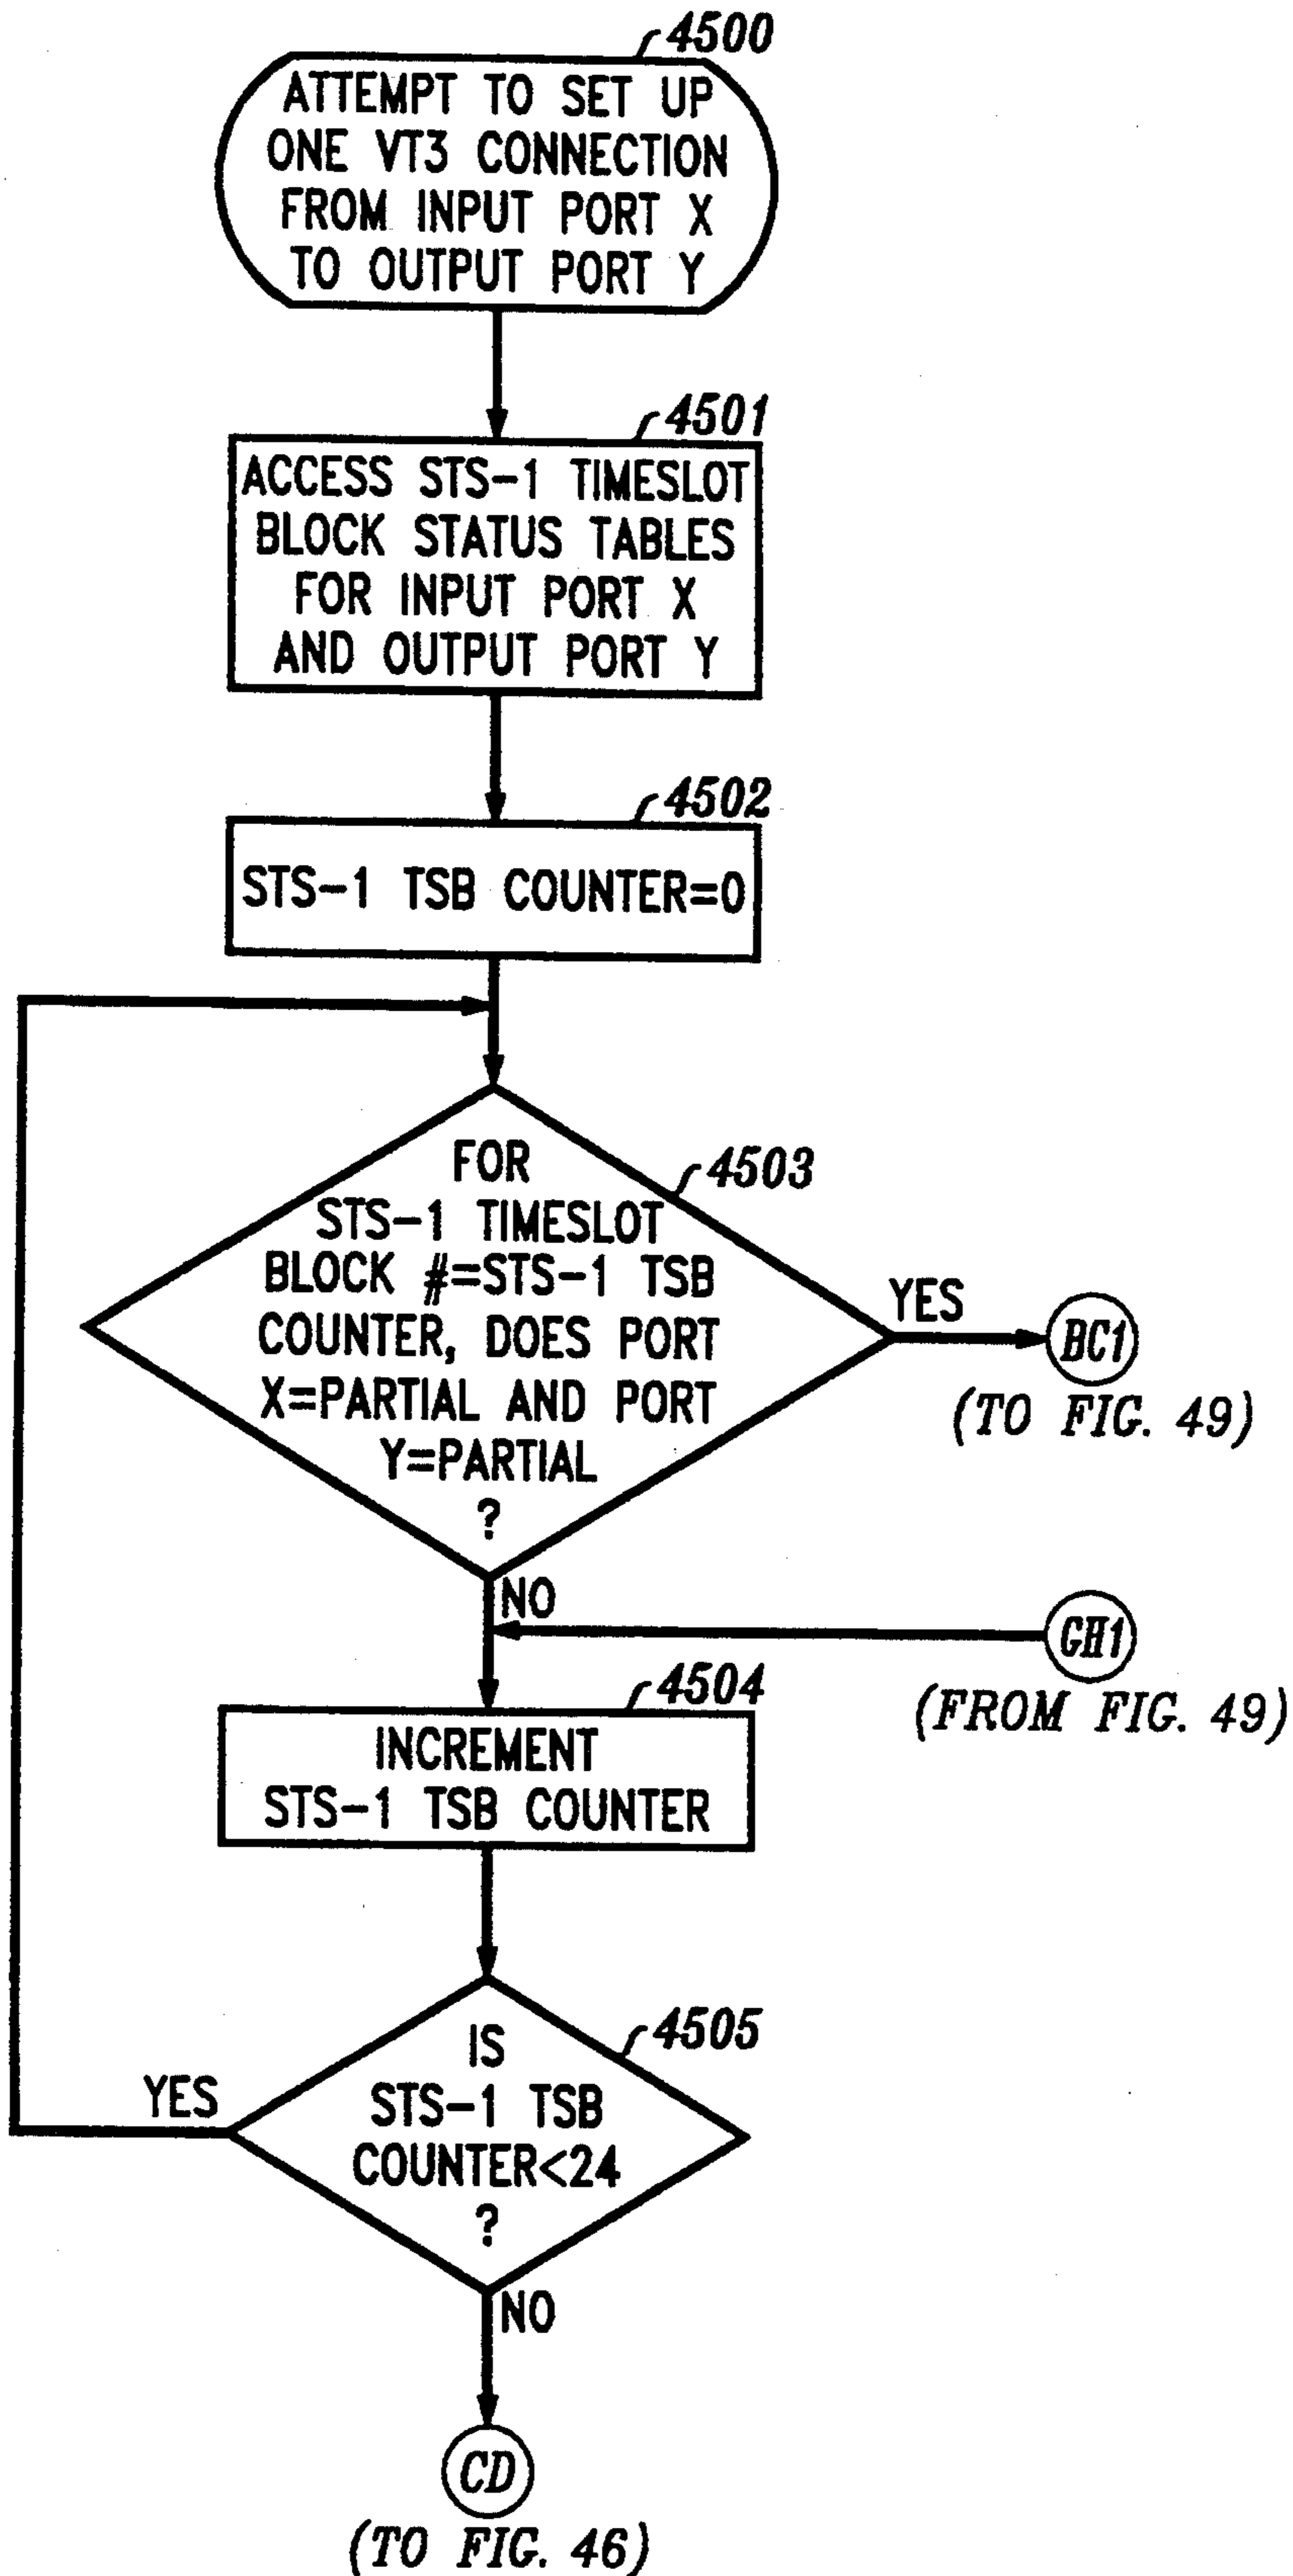 4500
ATTEMPT TO SET UP
ONE VT3 CONNECTION
FROM INPUT PORT X
TO OUTPUT PORT Y
4501
ACCESS STS-1 TIMESLOT
BLOCK STATUS TABLES
FOR INPUT PORT X
AND OUTPUT PORT Y
4502
STS-1 TSB COUNTER=0
4503
FOR
STS-1 TIMESLOT
BLOCK #=STS-1 TSB
COUNTER, DOES PORT
X=PARTIAL AND PORT
Y=PARTIAL
?
YES
BC1
(TO FIG. 49)
NO
GH1
(FROM FIG. 49)
4504
INCREMENT
STS-1 TSB COUNTER
4505
IS
STS-1 TSB
COUNTER<24
?
YES
NO
CD
(TO FIG. 46)